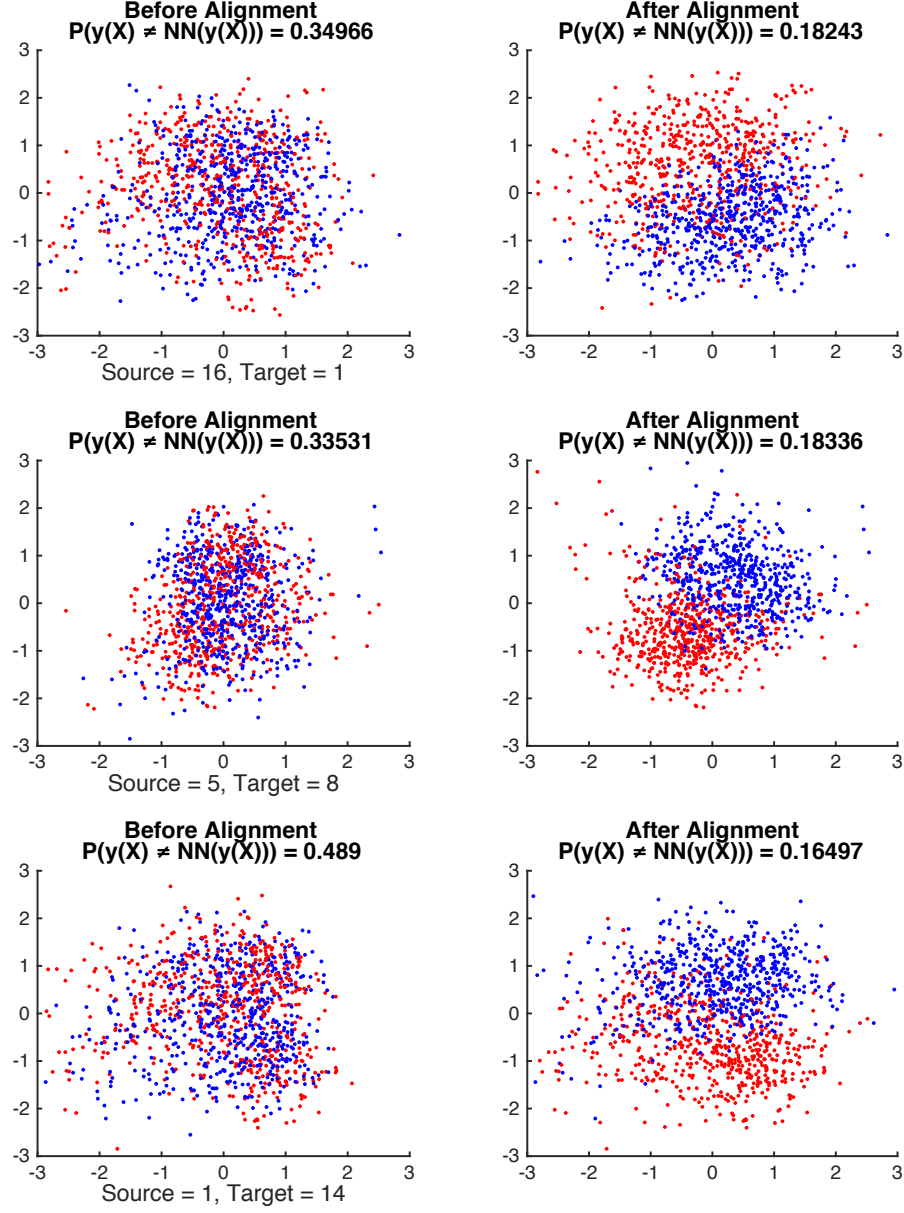 Before Alignment
P(y(X) ≠ NN(y(X))) = 0.34966
3
2
1
0
-1
-2
-3
-3 -2 -1 0 1 2 3
Source = 16, Target = 1
After Alignment
P(y(X) ≠ NN(y(X))) = 0.18243
3
2
1
0
-1
-2
-3
-3 -2 -1 0 1 2 3
Before Alignment
P(y(X) ≠ NN(y(X))) = 0.33531
3
2
1
0
-1
-2
-3
-3 -2 -1 0 1 2 3
Source = 5, Target = 8
After Alignment
P(y(X) ≠ NN(y(X))) = 0.18336
3
2
1
0
-1
-2
-3
-3 -2 -1 0 1 2 3
Before Alignment
P(y(X) ≠ NN(y(X))) = 0.489
3
2
1
0
-1
-2
-3
-3 -2 -1 0 1 2 3
Source = 1, Target = 14
After Alignment
P(y(X) ≠ NN(y(X))) = 0.16497
3
2
1
0
-1
-2
-3
-3 -2 -1 0 1 2 3